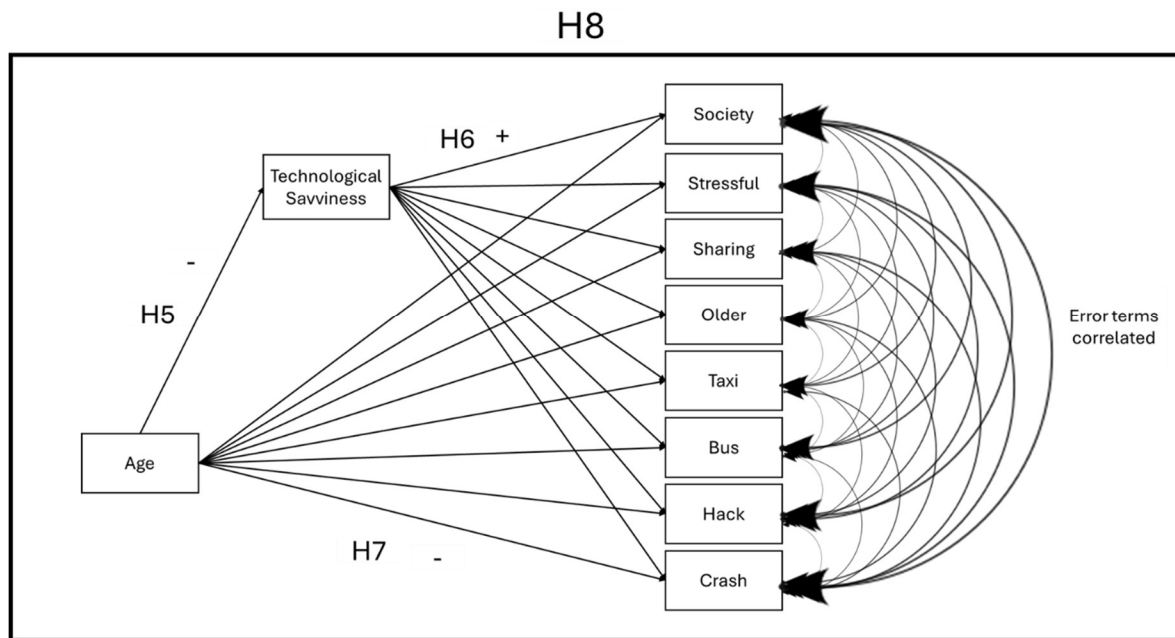 H8
Society
H6 +
Technological
Savviness
Stressful
Sharing
-
H5
Older
Error terms
correlated
Taxi
Age
Bus
Hack
H7 -
Crash